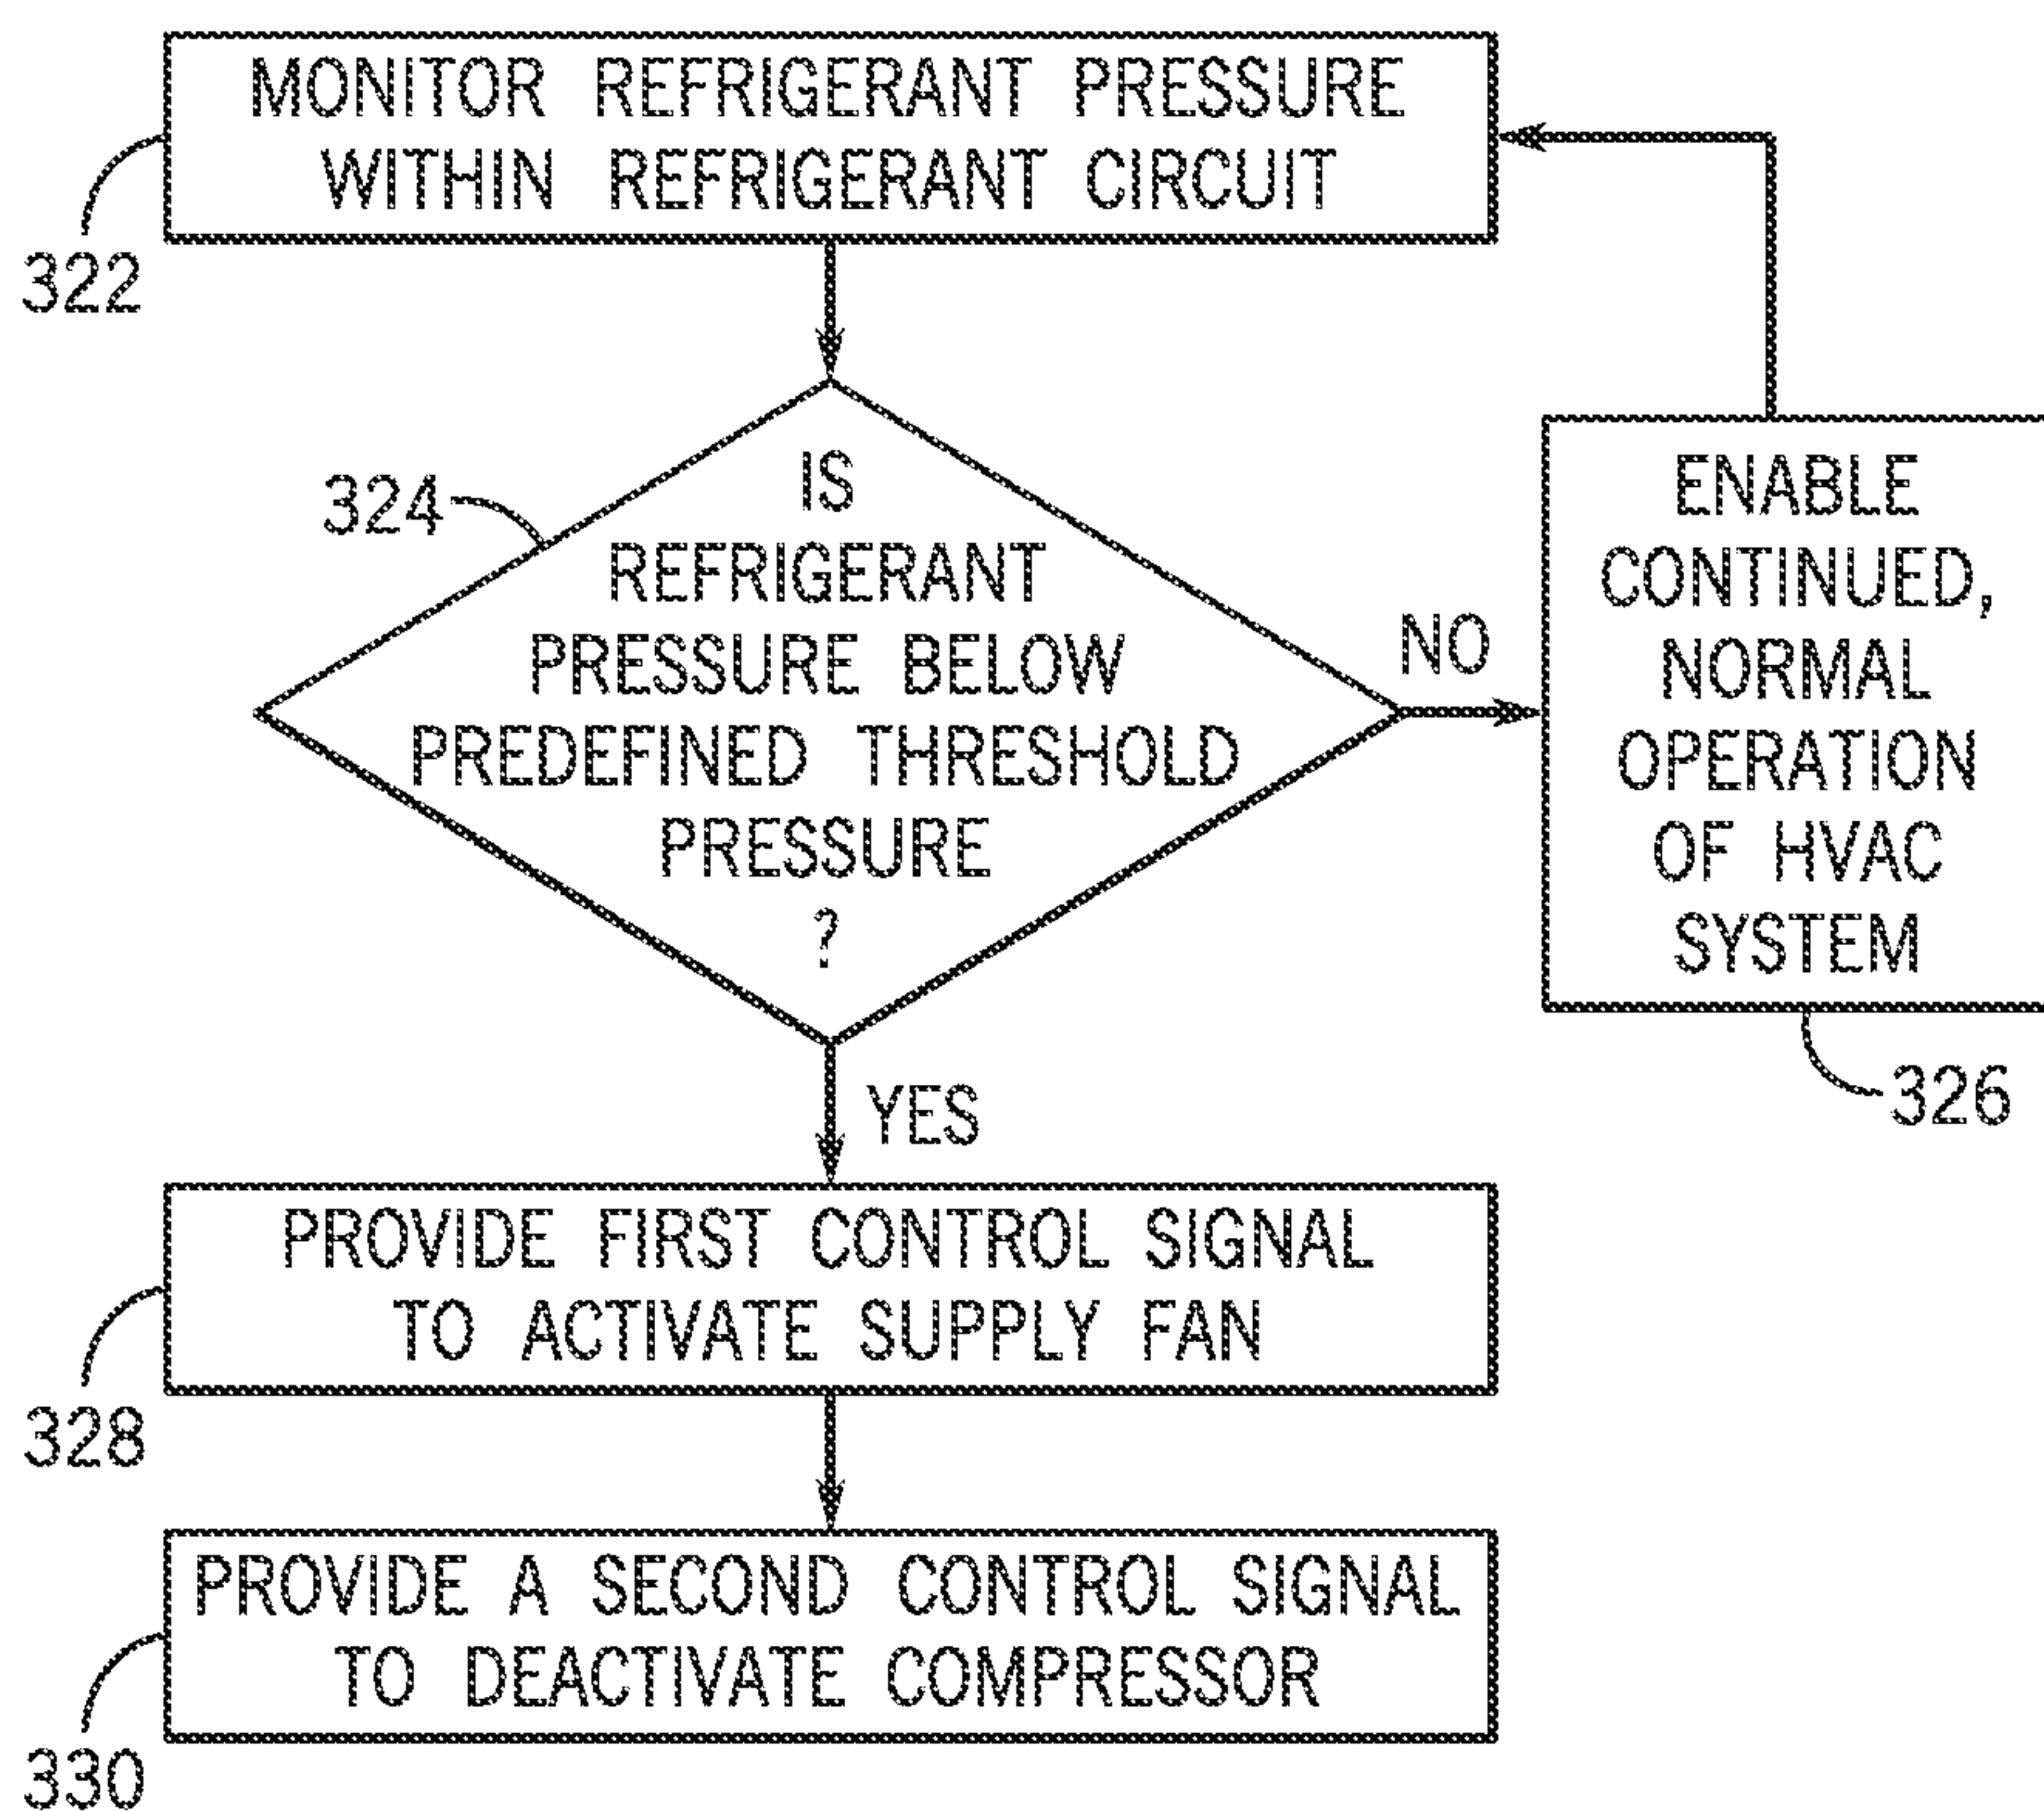 MONITOR REFRIGERANT PRESSURE
WITHIN REFRIGERANT CIRCUIT
322
324
IS
REFRIGERANT
PRESSURE BELOW
PREDEFINED THRESHOLD
PRESSURE
?
NO
ENABLE
CONTINUED,
NORMAL
OPERATION
OF HVAC
SYSTEM
326
YES
PROVIDE FIRST CONTROL SIGNAL
TO ACTIVATE SUPPLY FAN
328
PROVIDE A SECOND CONTROL SIGNAL
TO DEACTIVATE COMPRESSOR
330